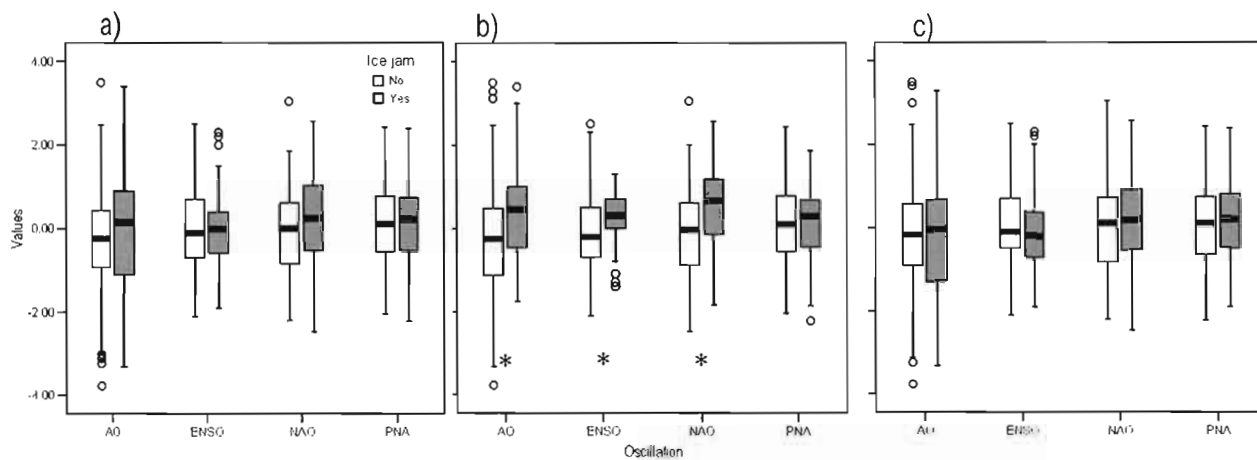 a)
b)
c)
Ice jam
No
Yes
4.00
2.00
0.00
-2.00
-4.00
Values
AO ENSO NAO PNA
AO ENSO NAO PNA
AO ENSO NAO PNA
* * *
Oscillation